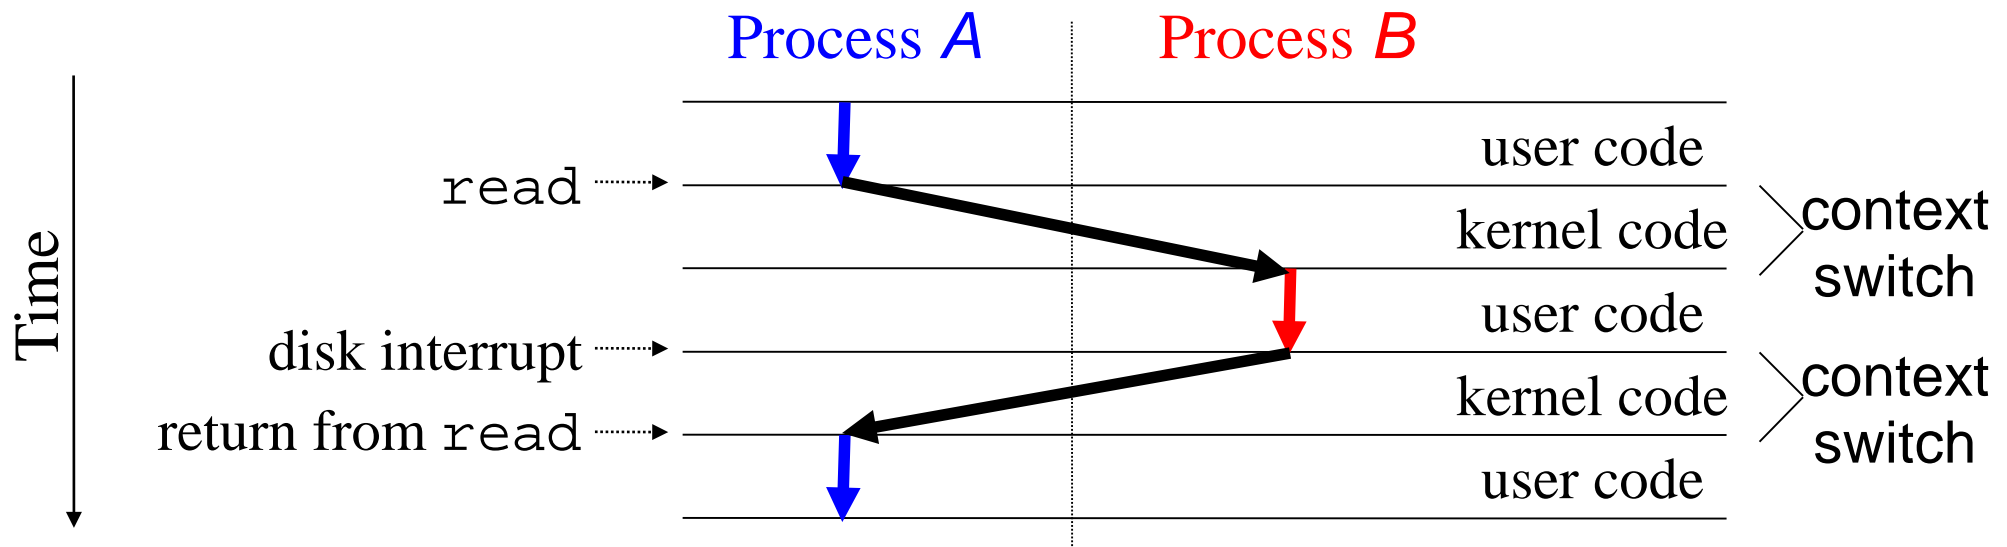 Process A
Process B
user code
read
kernel code
context
switch
Time
user code
disk interrupt
kernel code
context
switch
return from read
user code